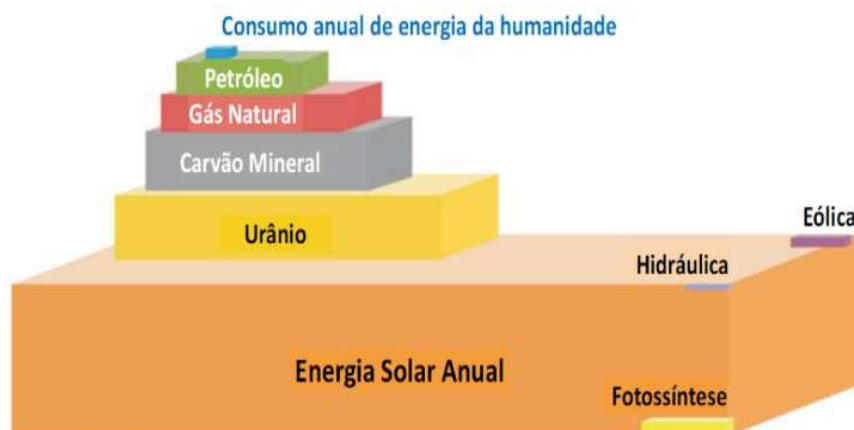 Consumo anual de energia da humanidade
Petróleo
Gás Natural
Carvão Mineral
Urânio
Eólica
Hidráulica
Energia Solar Anual
Fotossíntese